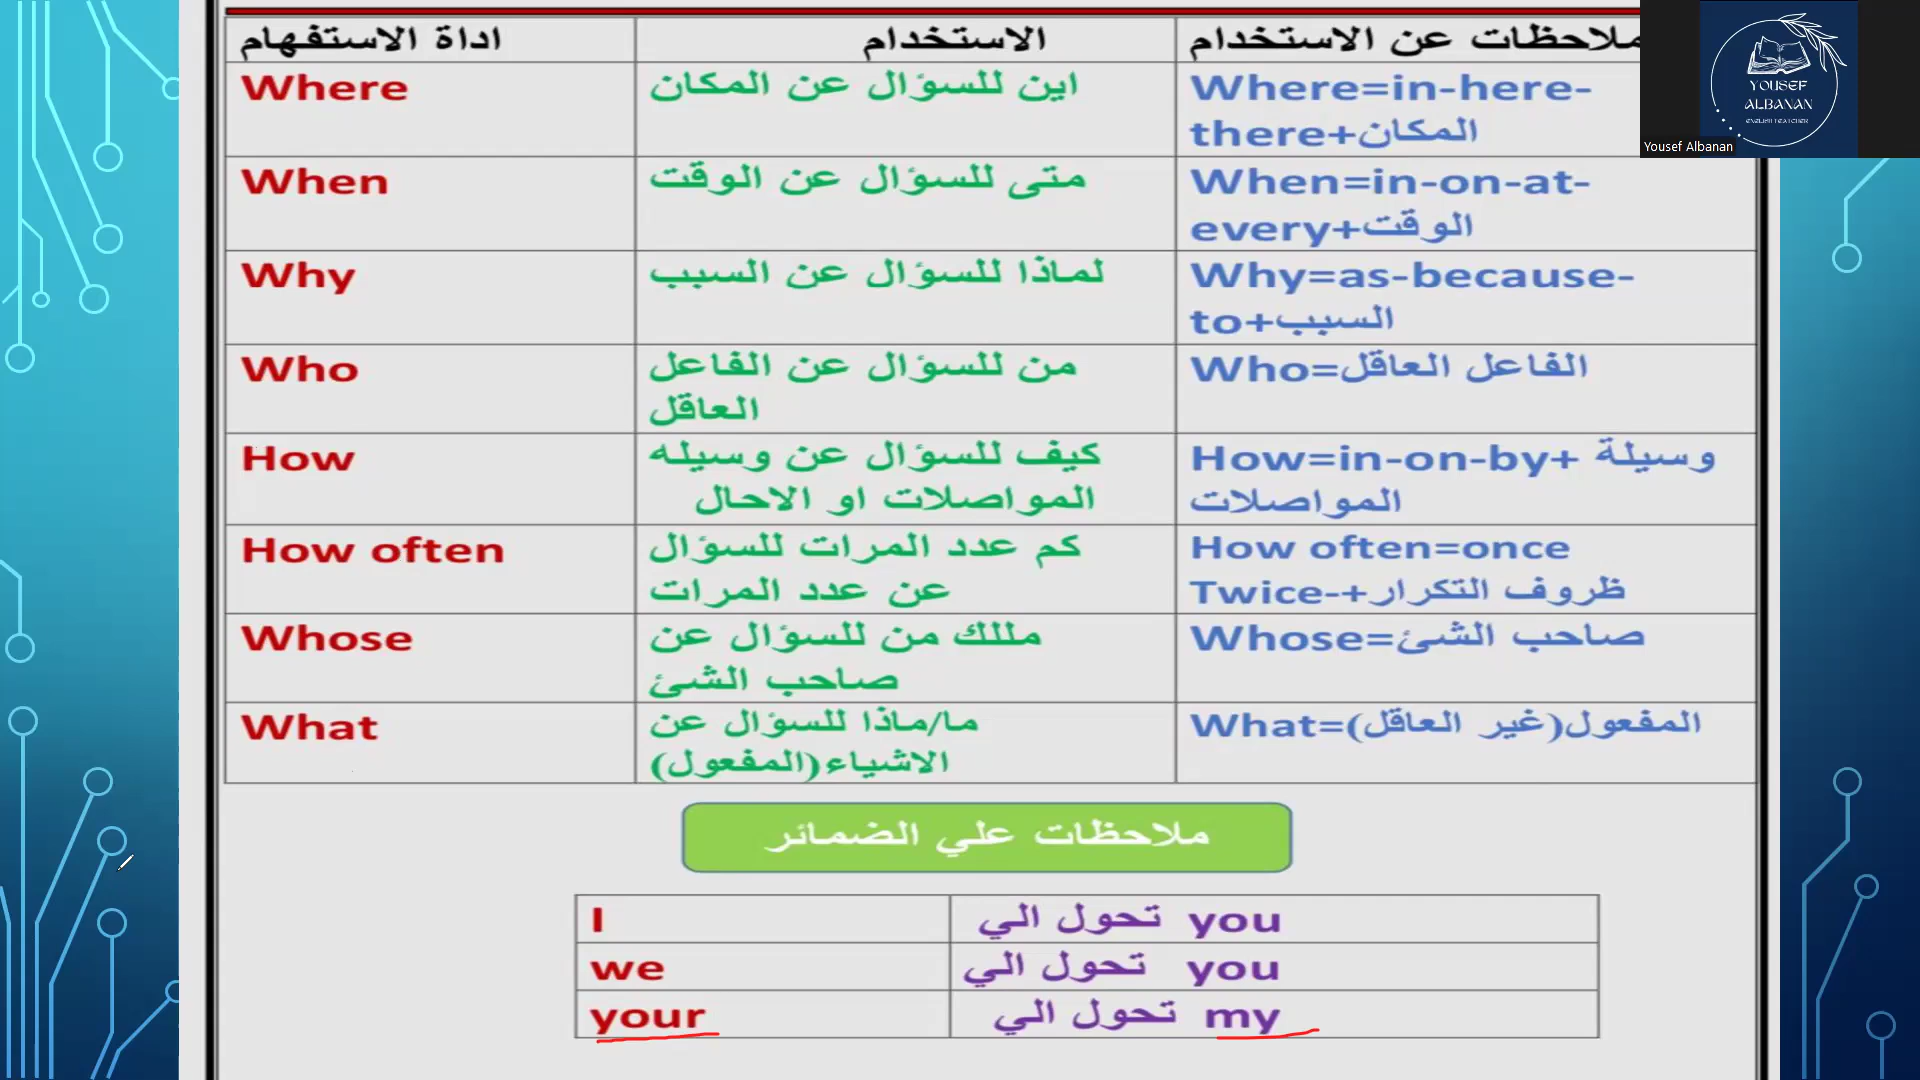 اداة الاستفهام
الاستخدام
ملاحظات عن الاستخدام
Where
اين للسؤال عن المكان
Where=in-here-
there+المكان
When
متى للسؤال عن الوقت
When=in-on-at-
every+الوقت
Why
لماذا للسؤال عن السبب
Why=as-because-
to+السبب
Who
من للسؤال عن الفاعل
العاقل
Who=الفاعل العاقل
How
كيف للسؤال عن وسيله
المواصلات او الاحال
How=in-on-by+ وسيلة
المواصلات
How often
كم عدد المرات للسؤال
عن عدد المرات
How often=once
Twice-+ظروف التكرار
Whose
مللك من للسؤال عن
صاحب الشئ
Whose=صاحب الشئ
What
ما/ماذا للسؤال عن
الاشياء(المفعول)
What=المفعول(غير العاقل)
ملاحظات علي الضمائر
I
تحول الي you
we
تحول الي you
your
تحول الي my
YOUSEF
ALBANAN
ENGLISH TEACHER
Yousef Albanan